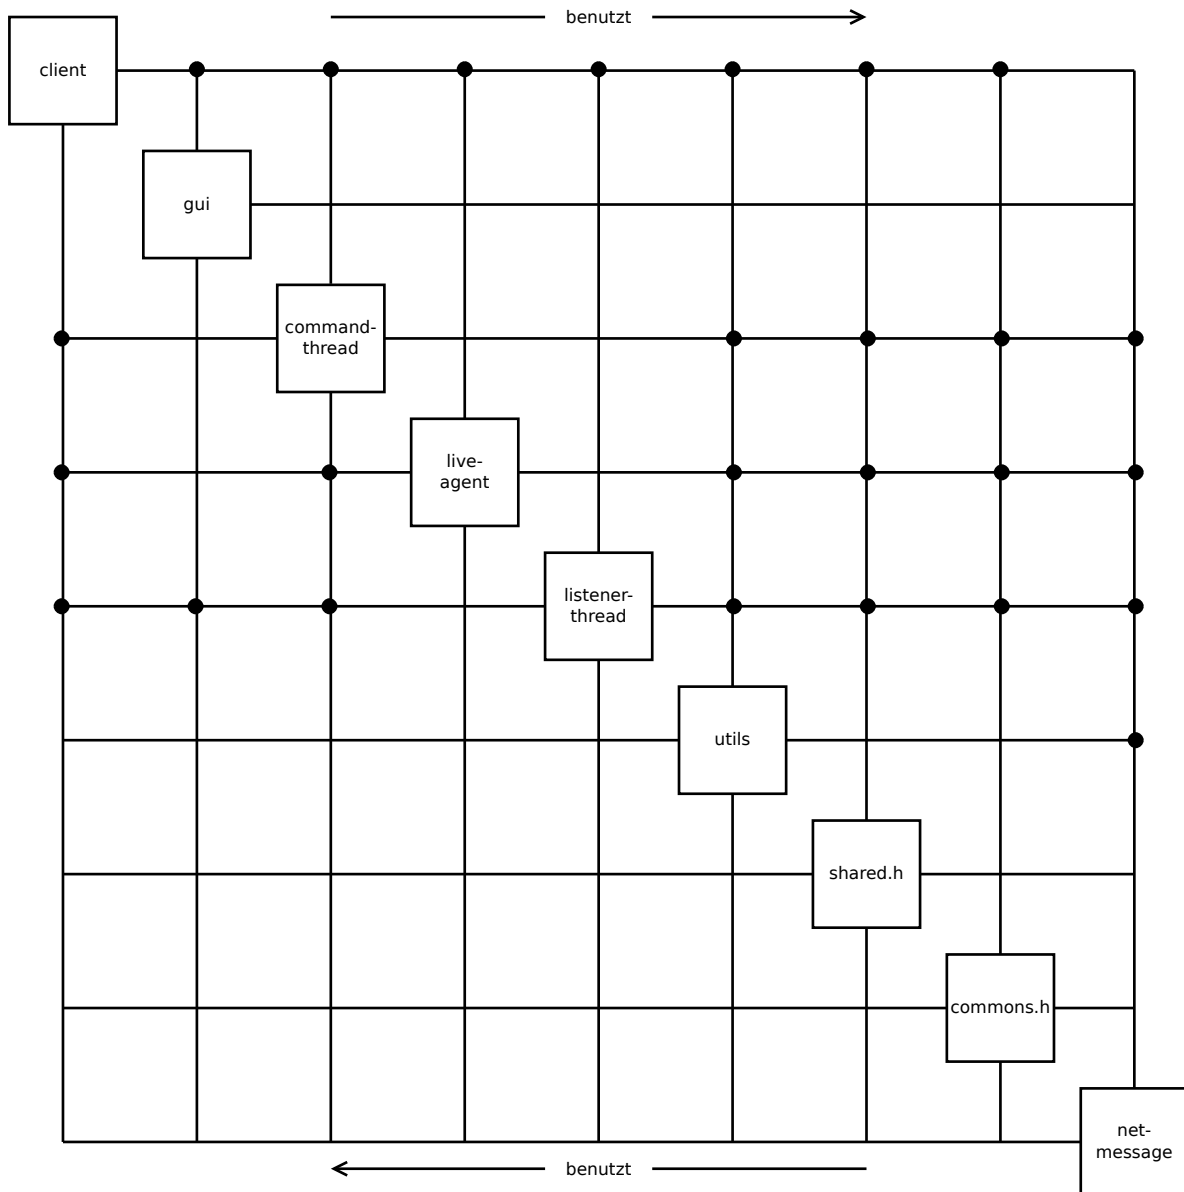 benutzt
client
gui
command-
thread
live-
agent
listener-
thread
utils
shared.h
commons.h
net-
message
benutzt